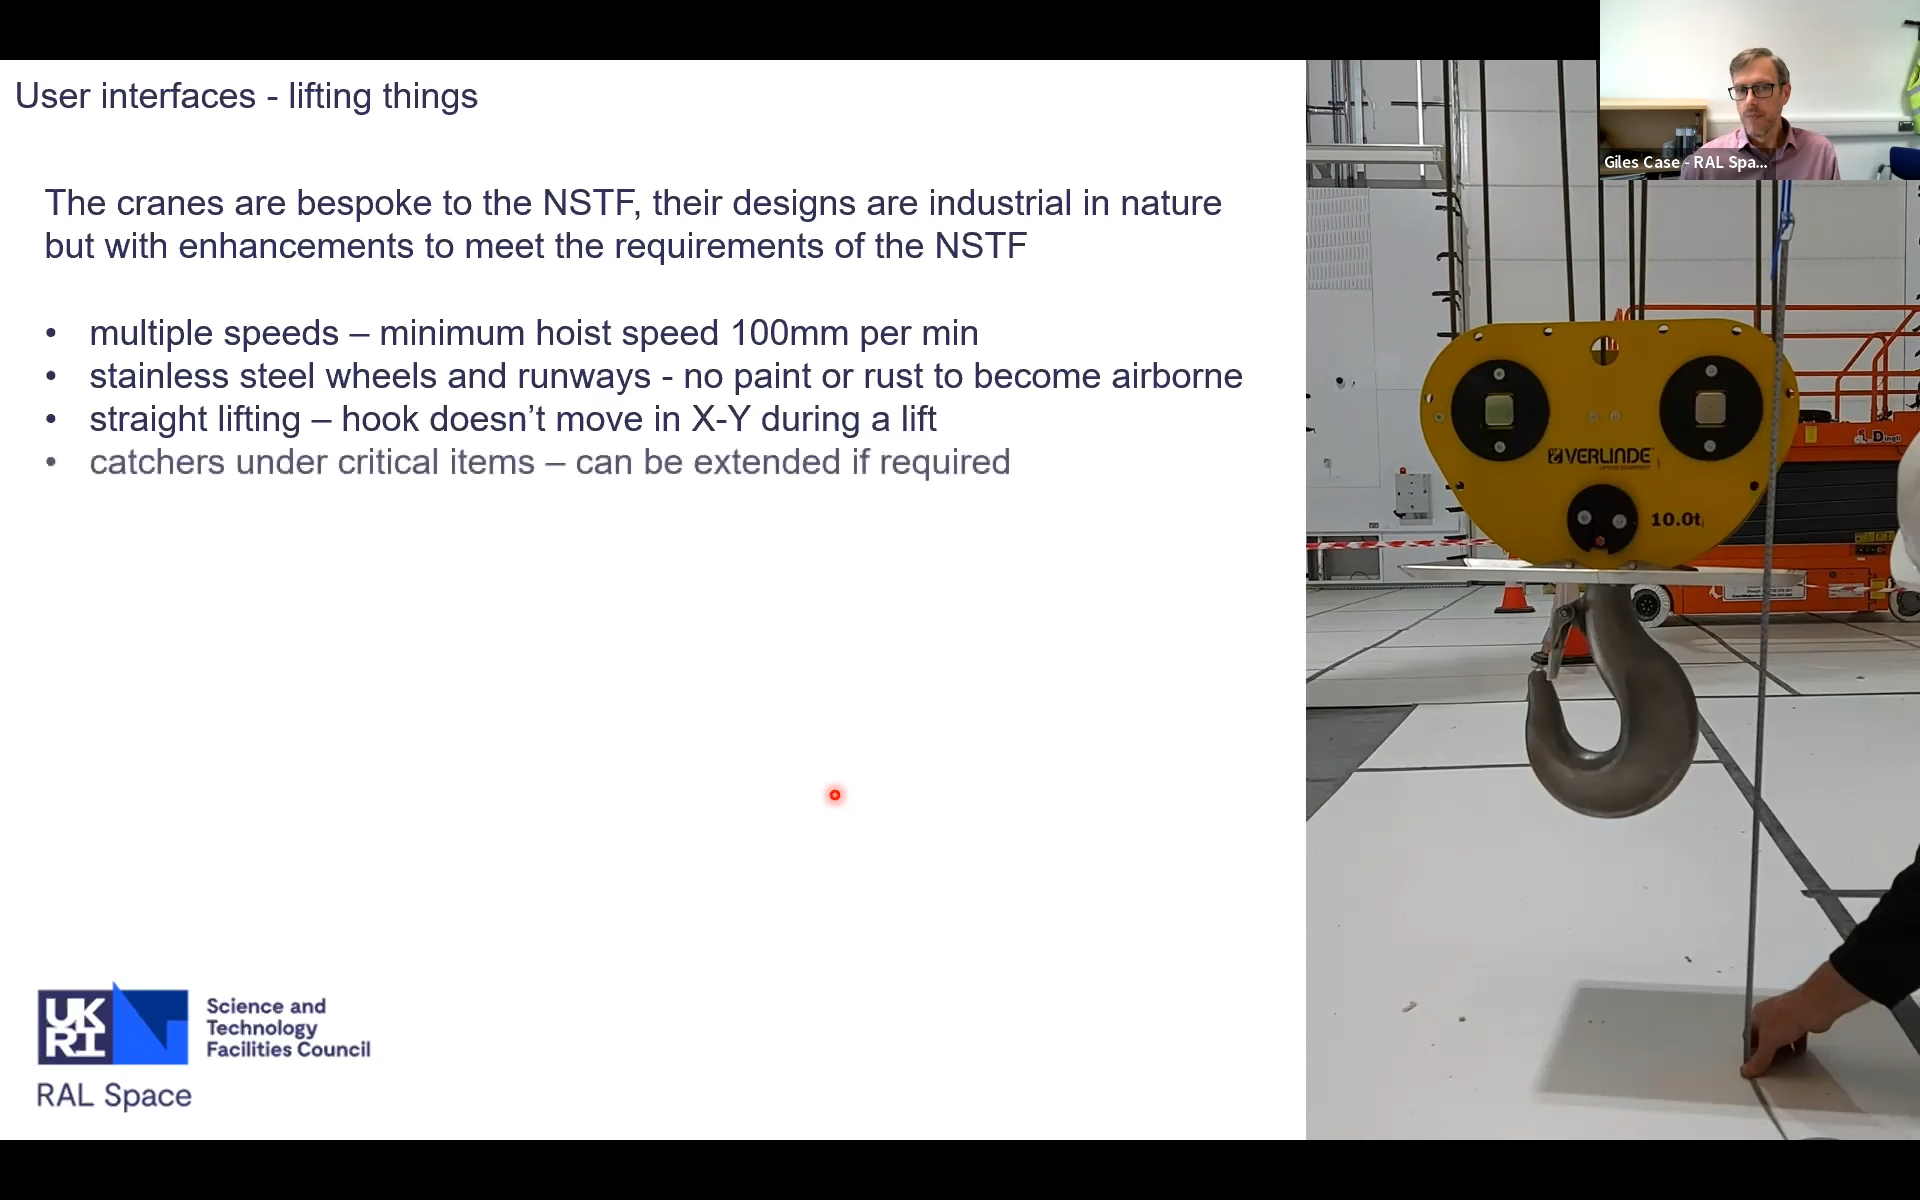 User interfaces - lifting things
Giles Case - RAL Spa...
The cranes are bespoke to the NSTF, their designs are industrial in nature
but with enhancements to meet the requirements of the NSTF
• multiple speeds – minimum hoist speed 100mm per min
• stainless steel wheels and runways - no paint or rust to become airborne
• straight lifting – hook doesn’t move in X-Y during a lift
• catchers under critical items – can be extended if required
VERLINDE
10.0t
Dingli
UK
RI
Science and
Technology
Facilities Council
RAL Space